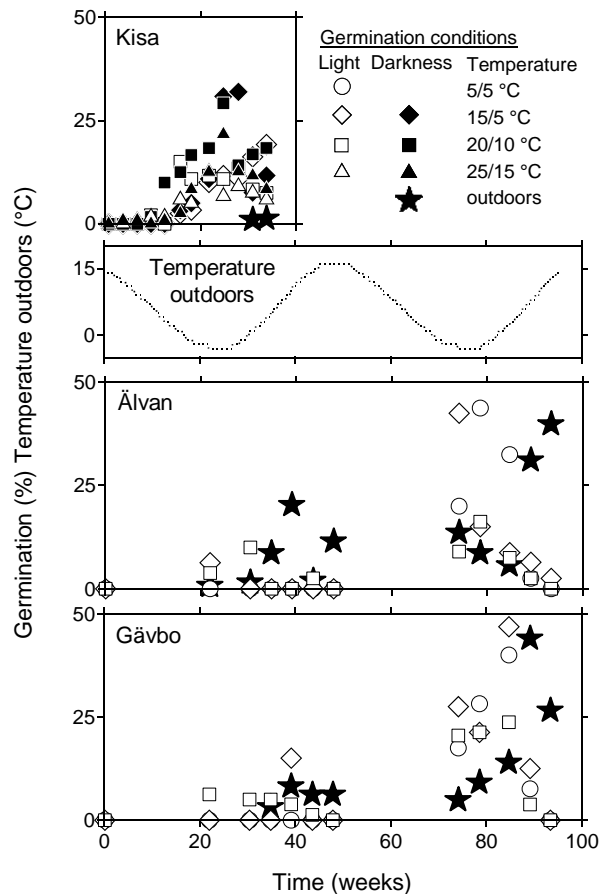 50
Kisa
25
0
Germination conditions
Light Darkness Temperature
5/5 °C
15/5 °C
20/10 °C
25/15 °C
outdoors
15
0
Temperature
outdoors
50
Älvan
25
0
50
Gävbo
25
0
0 20 40 60 80 100
Time (weeks)
Germination (%) Temperature outdoors (°C)